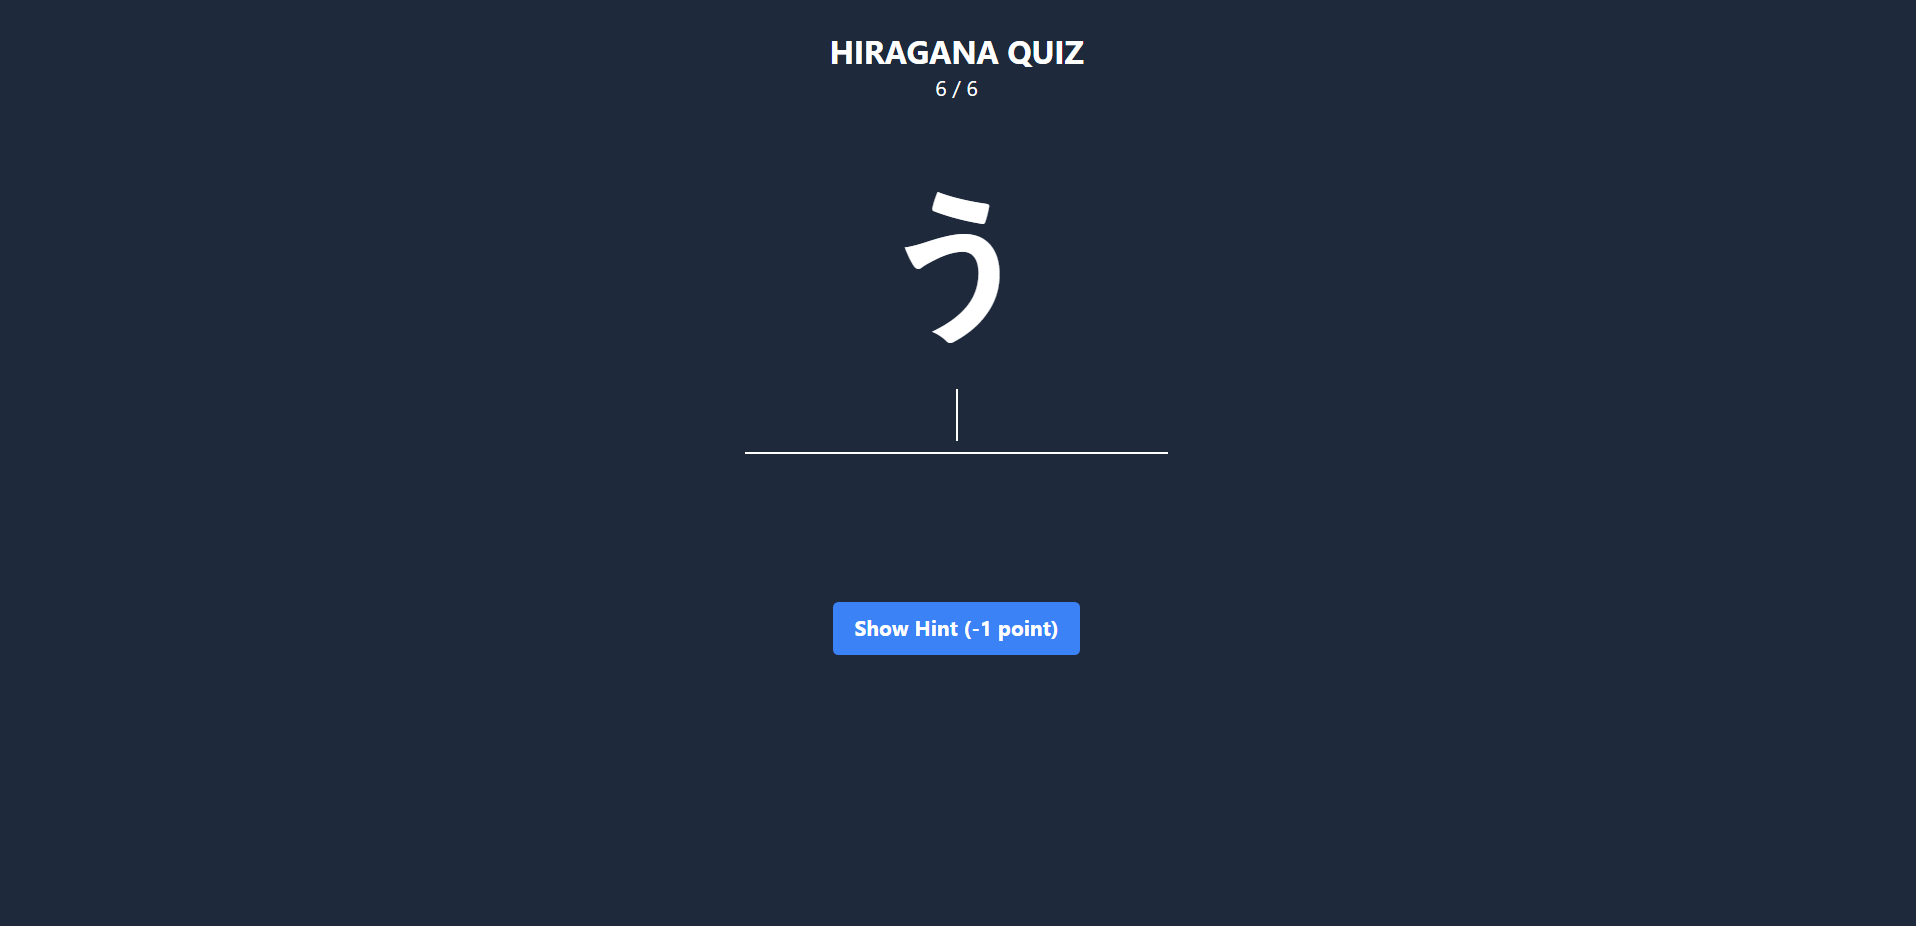 HIRAGANA QUIZ
6 / 6
う
Show Hint (-1 point)